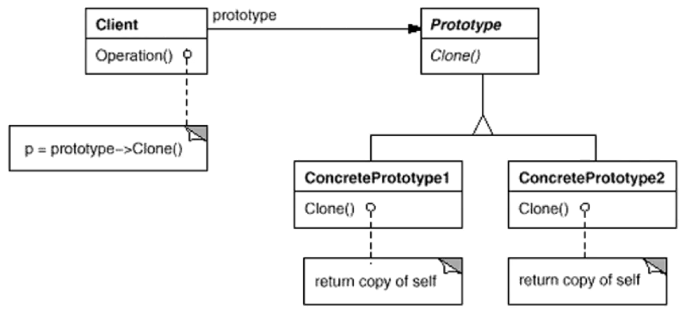 Client
prototype
Prototype
Operation()
Clone()
p = prototype->Clone()
ConcretePrototype1
ConcretePrototype2
Clone()
Clone()
return copy of self
return copy of self